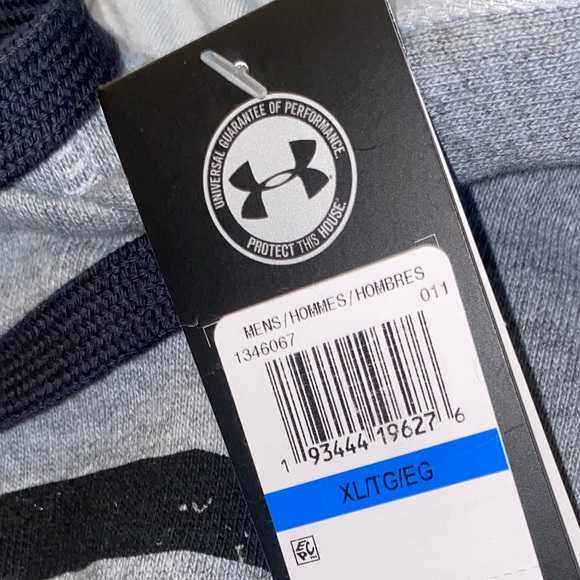 UNIVERSAL GUARANTEE OF PERFORMANCE.
PROTECT THIS HOUSE.
MENS/HOMMES/HOMBRES
1346067 011
1 93444 19627 6
XL/TG/EG